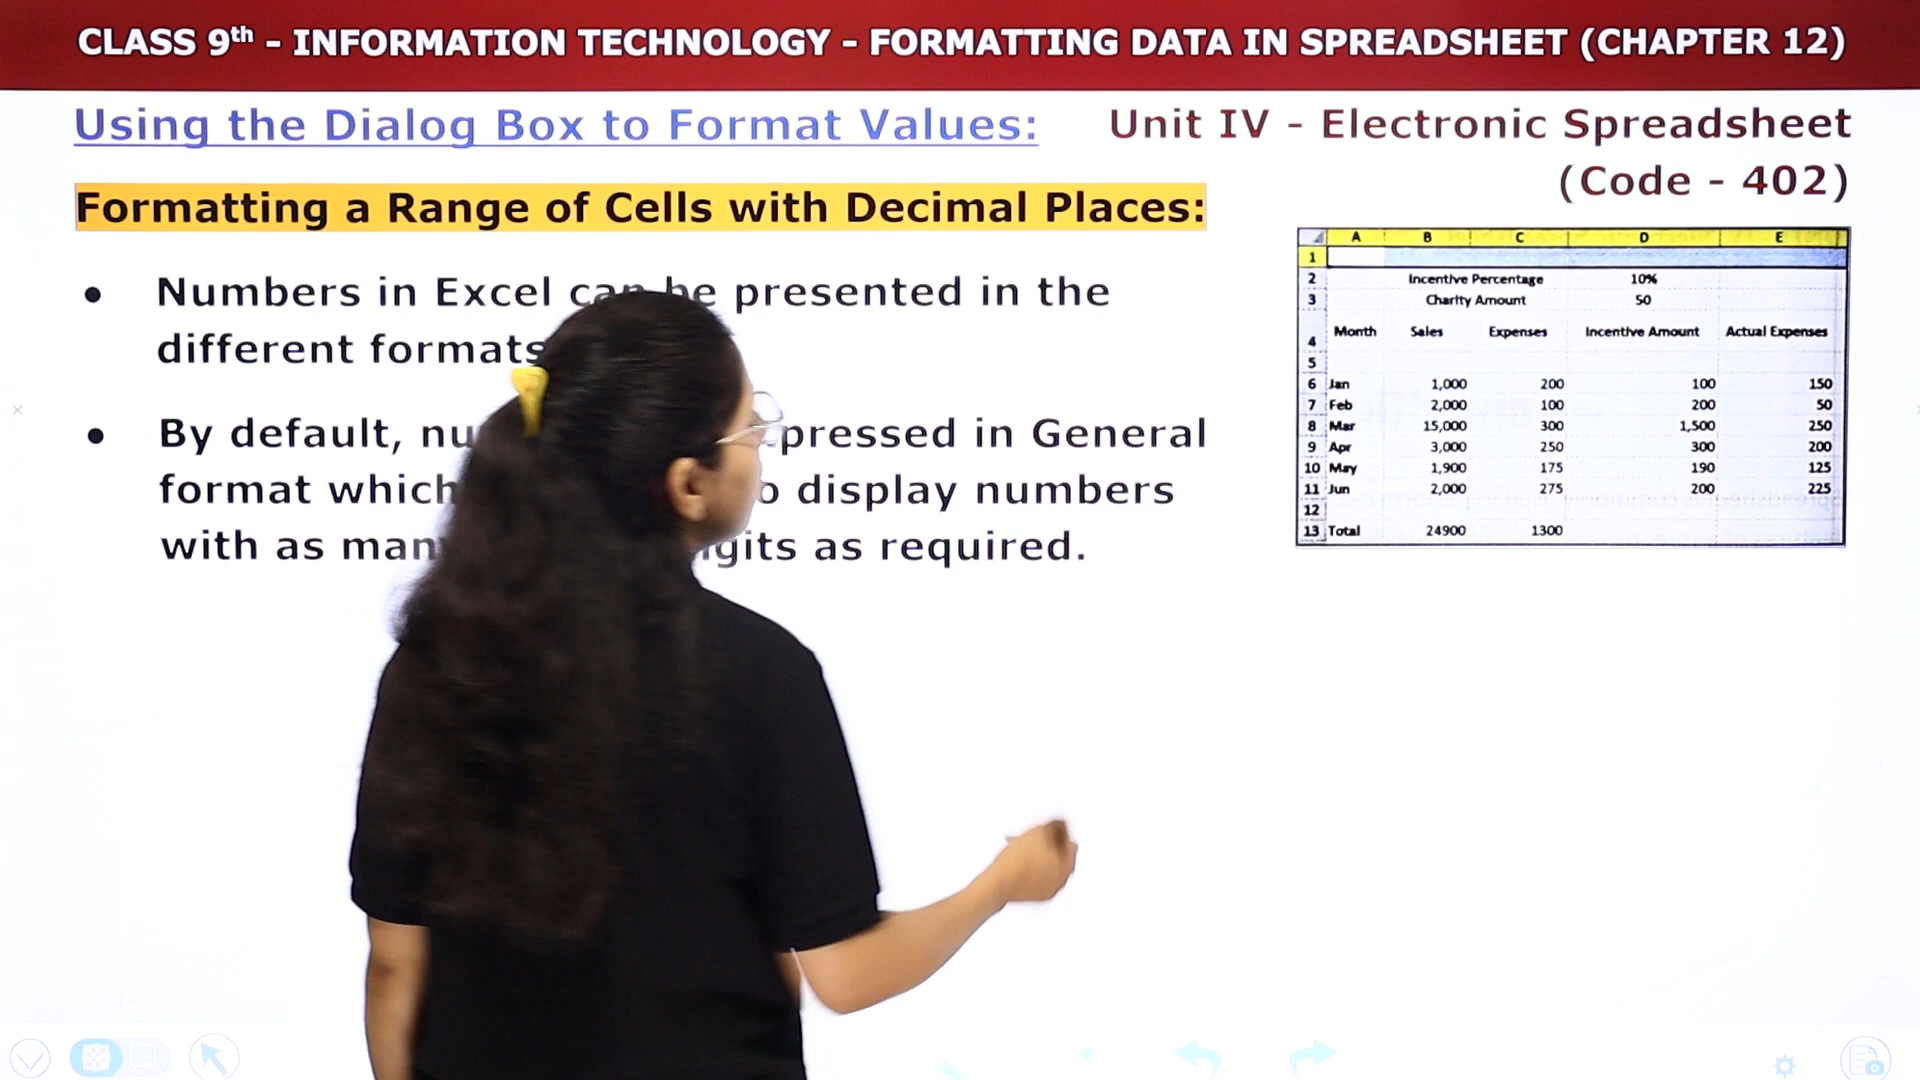 CLASS 9th - INFORMATION TECHNOLOGY - FORMATTING DATA IN SPREADSHEET (CHAPTER 12)
Using the Dialog Box to Format Values:
Unit IV - Electronic Spreadsheet
(Code - 402)
Formatting a Range of Cells with Decimal Places:
• Numbers in Excel can be presented in the
different formats
• By default, pressed in General
format which display numbers
with as as required.
A B C D E
1
2 Incentive Percentage 10%
3 Charity Amount 50
4 Month Sales Expenses Incentive Amount Actual Expenses
5
6 Jan 1,000 200 100 150
7 Feb 2,000 100 200 50
8 Mar 15,000 300 1,500 250
9 Apr 3,000 250 300 200
10 May 1,900 175 190 125
11 Jun 2,000 275 200 225
12
13 Total 24900 1300